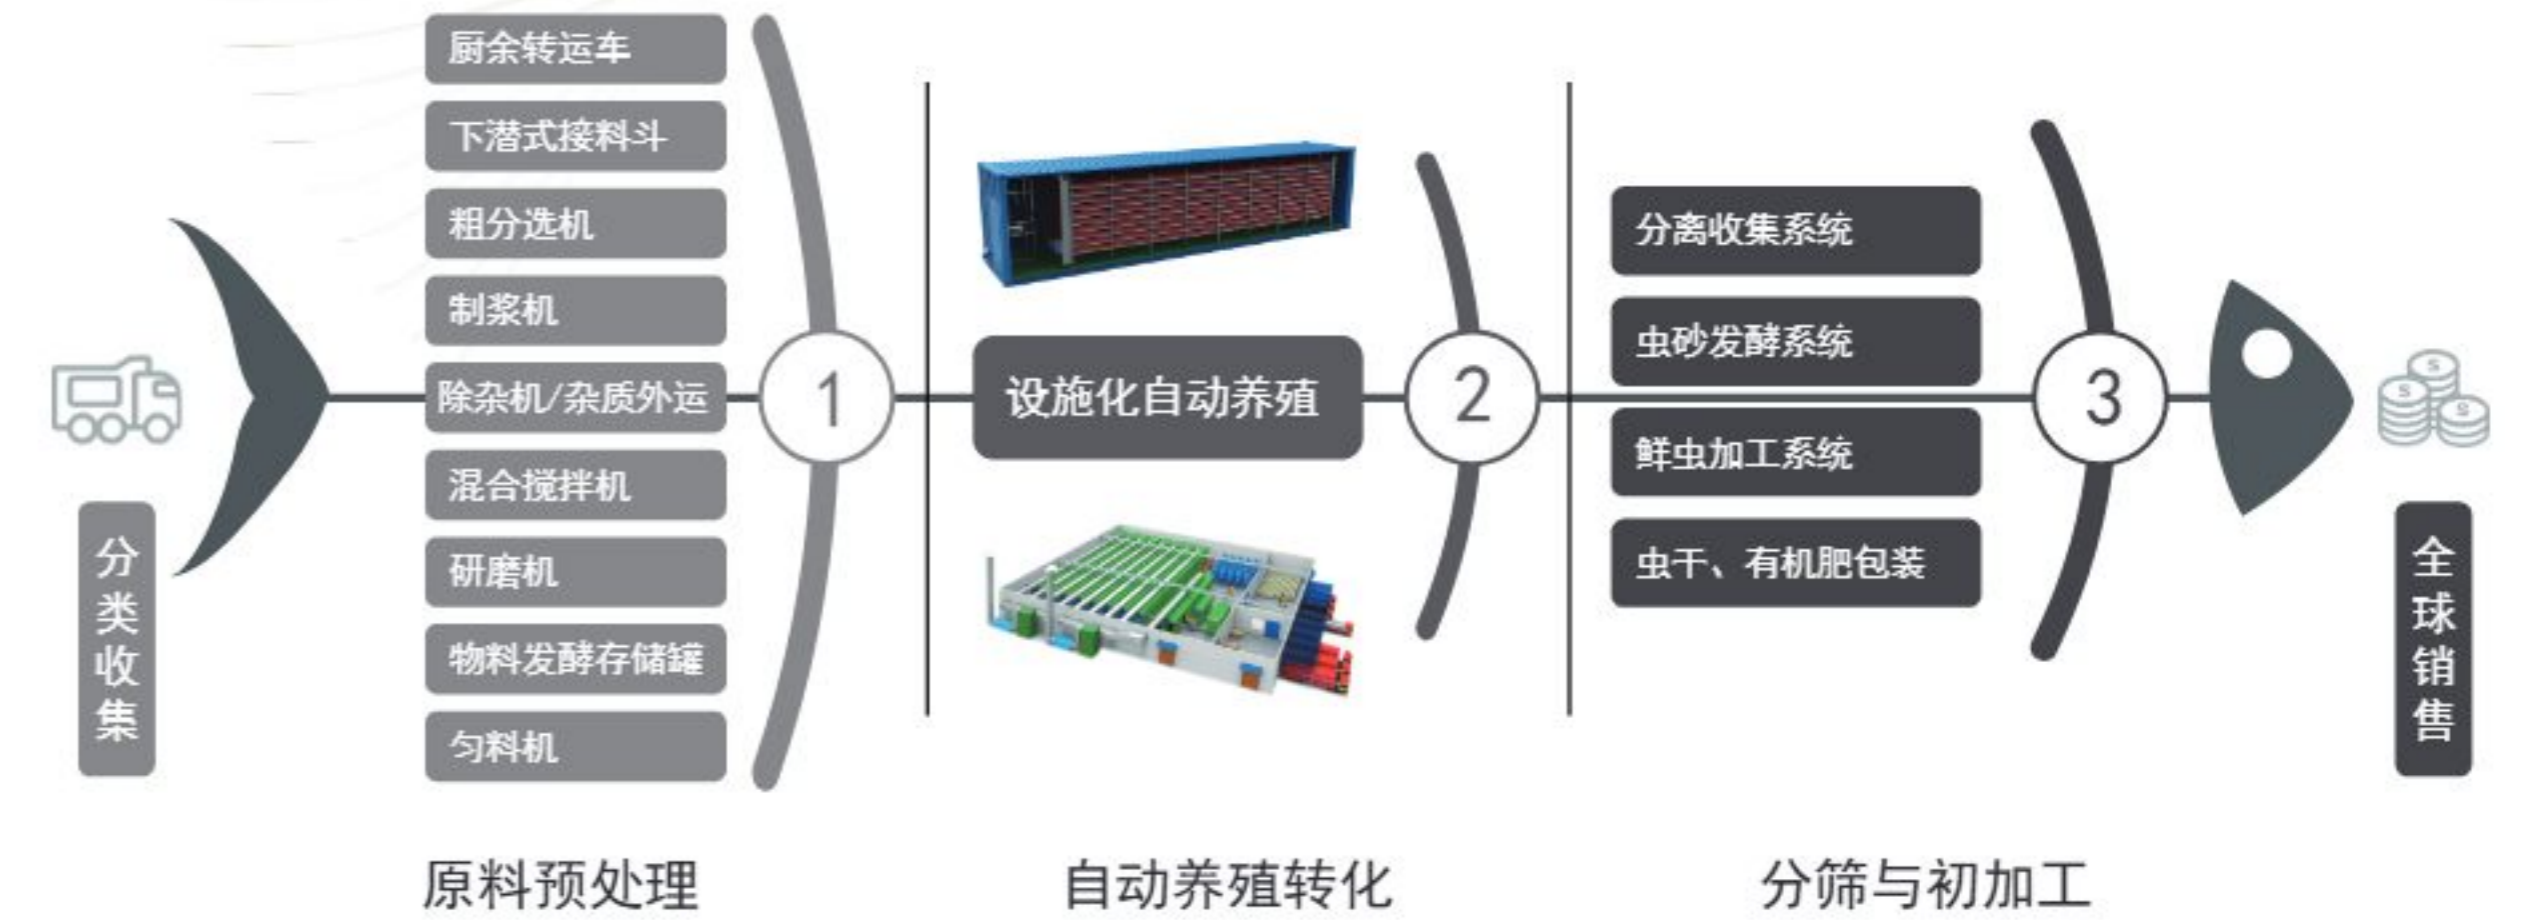 分类收集
厨余转运车
下潜式接料斗
粗分选机
制浆机
除杂机/杂质外运
混合搅拌机
研磨机
物料发酵存储罐
匀料机
1
原料预处理
设施化自动养殖
2
自动养殖转化
分离收集系统
虫砂发酵系统
鲜虫加工系统
虫干、有机肥包装
3
分筛与初加工
S
S
S
全球销售